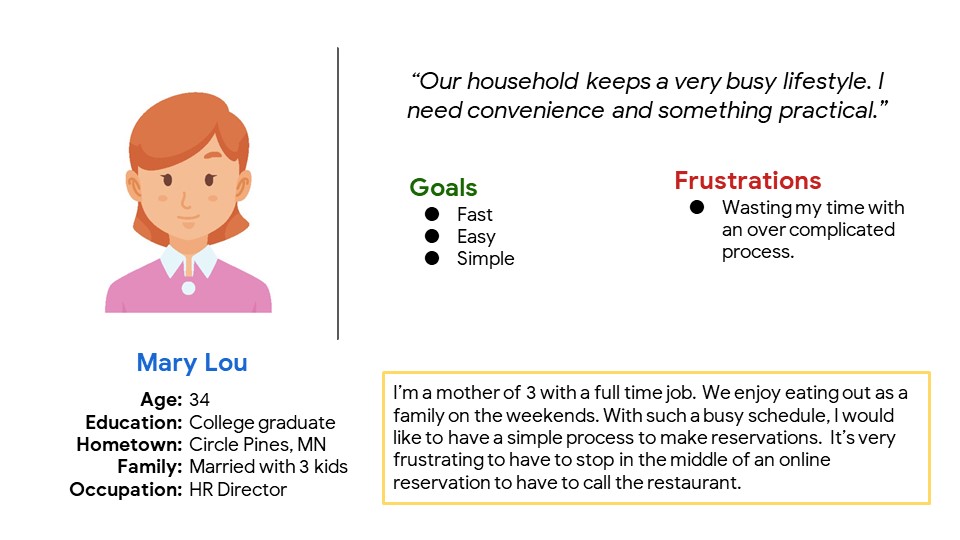 “Our household keeps a very busy lifestyle. I
need convenience and something practical.”
Goals
● Fast
● Easy
● Simple
Frustrations
● Wasting my time with
an over complicated
process.
Mary Lou
Age: 34
Education: College graduate
Hometown: Circle Pines, MN
Family: Married with 3 kids
Occupation: HR Director
I’m a mother of 3 with a full time job. We enjoy eating out as a
family on the weekends. With such a busy schedule, I would
like to have a simple process to make reservations. It’s very
frustrating to have to stop in the middle of an online
reservation to have to call the restaurant.